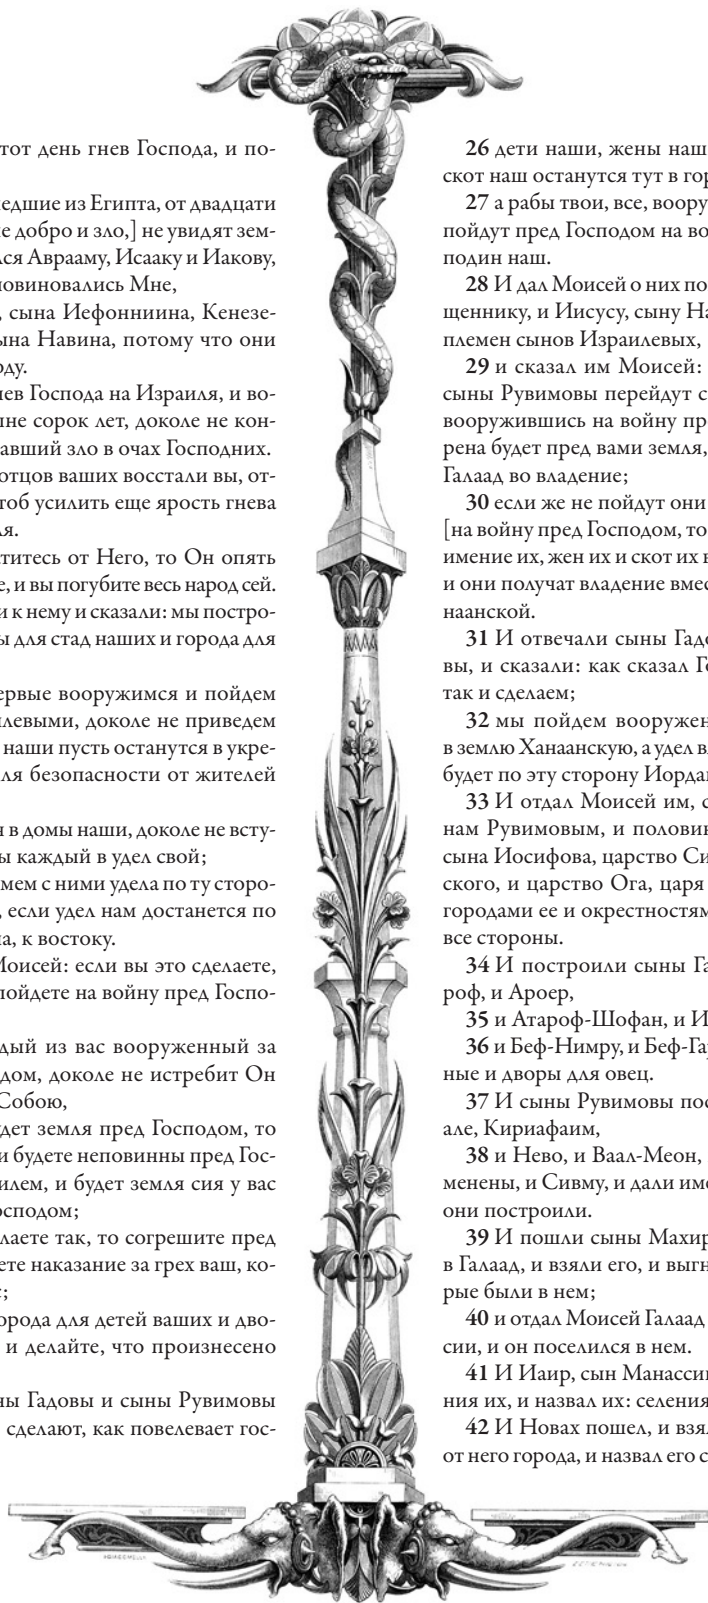 тот день гнев Господа, и по-
едшие из Египта, от двадцати
е добро и зло,] не увидят зем-
лся Аврааму, Исааку и Иакову,
повиновались Мне,
, сына Иефонниина, Кенезе-
ына Навина, потому что они
оду.
нев Господа на Израиля, и во-
ыне сорок лет, доколе не кон-
лавший зло в очах Господних.
отцов ваших восстали вы, от-
чтоб усилить еще ярость гнева
ля.
титесь от Него, то Он опять
е, и вы погубите весь народ сей.
и к нему и сказали: мы постро-
ы для стад наших и города для
ервые вооружимся и пойдем
илевыми, доколе не приведем
наши пусть останутся в укре-
ля безопасности от жителей
я в домы наши, доколе не всту-
ы каждый в удел свой;
мем с ними удела по ту сторо-
, если удел нам достанется по
а, к востоку.
Моисей: если вы это сделаете,
пойдете на войну пред Госпо-
дый из вас вооруженный за
дом, доколе не истребит Он
Собою,
дет земля пред Господом, то
и будете неповинны пред Гос-
илем, и будет земля сия у вас
осподом;
лаете так, то согрешите пред
ете наказание за грех ваш, ко-
с;
орода для детей ваших и дво-
и делайте, что произнесено
ны Гадовы и сыны Рувимовы
сделают, как повелевает гос-
26 дети наши, жены наш
скот наш останутся тут в гор
27 а рабы твои, все, воору
пойдут пред Господом на во
подин наш.
28 И дал Моисей о них по
щеннику, и Иисусу, сыну На
племен сынов Израилевых,
29 и сказал им Моисей:
сыны Рувимовы перейдут с
вооружившись на войну пр
рена будет пред вами земля,
Галаад во владение;
30 если же не пойдут они
[на войну пред Господом, то
имение их, жен их и скот их в
и они получат владение вмес
наанской.
31 И отвечали сыны Гадо
вы, и сказали: как сказал Го
так и сделаем;
32 мы пойдем вооружен
в землю Ханаанскую, а удел вл
будет по эту сторону Иордан
33 И отдал Моисей им, с
нам Рувимовым, и половин
сына Иосифова, царство Си
ского, и царство Ога, царя
городами ее и окрестностям
все стороны.
34 И построили сыны Га
роф, и Ароер,
35 и Атароф-Шофан, и И
36 и Беф-Нимру, и Беф-Гар
ные и дворы для овец.
37 И сыны Рувимовы пос
але, Кириафаим,
38 и Нево, и Ваал-Меон,
менены, и Сивму, и дали име
они построили.
39 И пошли сыны Махир
в Галаад, и взяли его, и выгн
рые были в нем;
40 и отдал Моисей Галаад
сии, и он поселился в нем.
41 И Иаир, сын Манассии
ния их, и назвал их: селения
42 И Новах пошел, и взял
от него города, и назвал его с